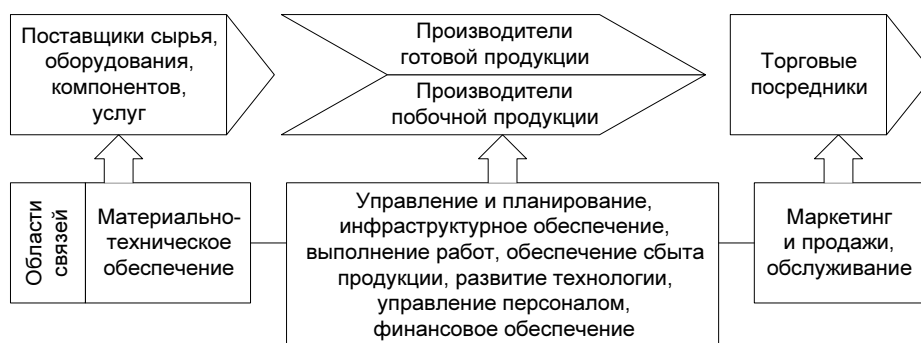 Поставщики сырья,
оборудования,
компонентов,
услуг
Производители
готовой продукции
Производители
побочной продукции
Торговые
посредники
Области
связей
Материально-
техническое
обеспечение
Управление и планирование,
инфраструктурное обеспечение,
выполнение работ, обеспечение сбыта
продукции, развитие технологии,
управление персоналом,
финансовое обеспечение
Маркетинг
и продажи,
обслуживание